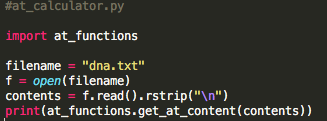 #at_calculator.py
import at_functions
filename = "dna.txt"
f = open(filename)
contents = f.read().rstrip("\n")
print(at_functions.get_at_content(contents))